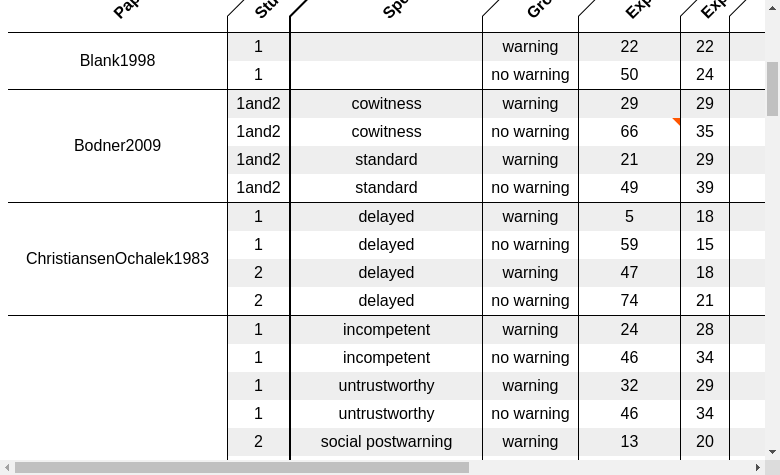 Pap Stu Spe Gro Exp Exp
Blank1998
1 warning 22 22
1 no warning 50 24
Bodner2009
1and2 cowitness warning 29 29
1and2 cowitness no warning 66 35
1and2 standard warning 21 29
1and2 standard no warning 49 39
ChristiansenOchalek1983
1 delayed warning 5 18
1 delayed no warning 59 15
2 delayed warning 47 18
2 delayed no warning 74 21
1 incompetent warning 24 28
1 incompetent no warning 46 34
1 untrustworthy warning 32 29
1 untrustworthy no warning 46 34
2 social postwarning warning 13 20